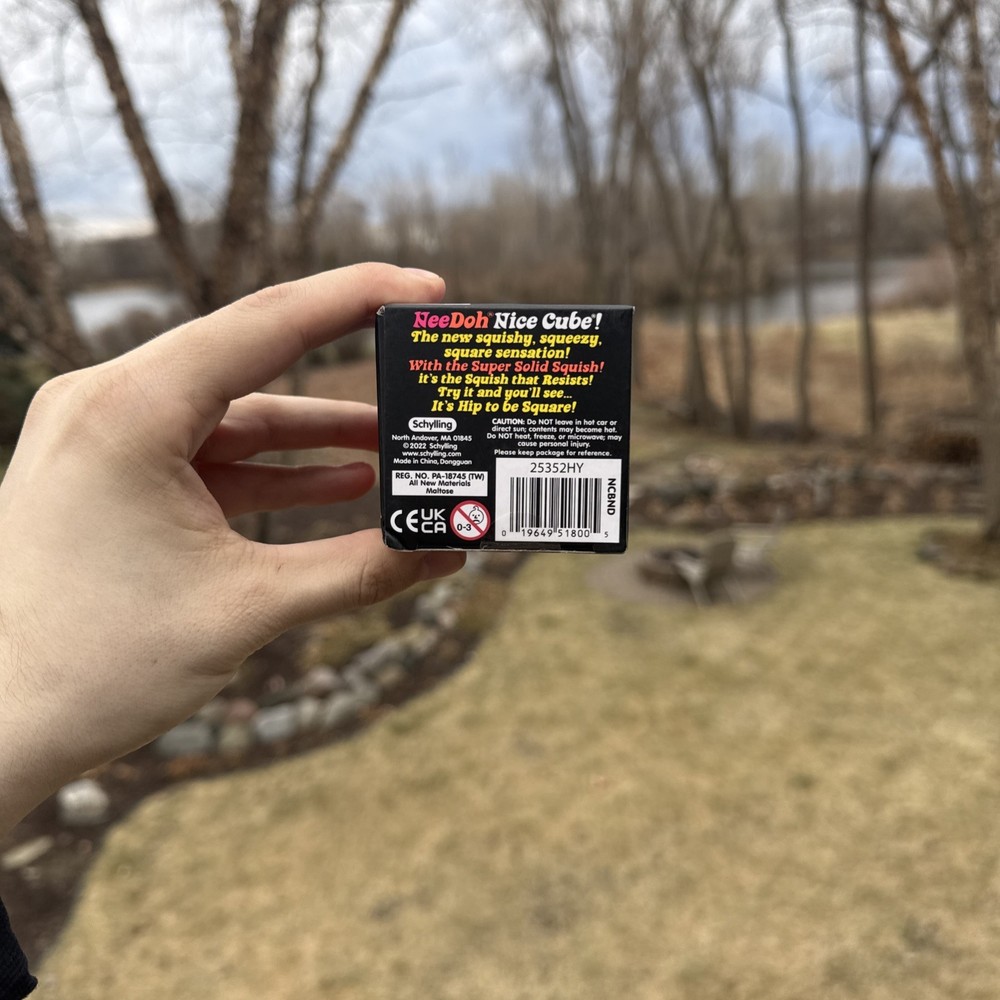 NeeDoh™ Nice Cube®!
The new squishy, squeezy,
square sensation!
With the Super Solid Squish!
it's the Squish that Resists!
Try it and you'll see...
It's Hip to be Square!
Schylling
North Andover, MA 01845
© 2022 Schylling
www.schylling.com
Made in China, Dongguan
CAUTION: Do NOT leave in hot car or
direct sun; contents may become hot.
Do NOT heat, freeze, or microwave; may
cause personal injury.
Please keep package for reference.
REG. NO. PA-18745 (TW)
All New Materials
Maltose
CE UK
CA
0-3
25352HY
NCBND
0 19649 51800 5